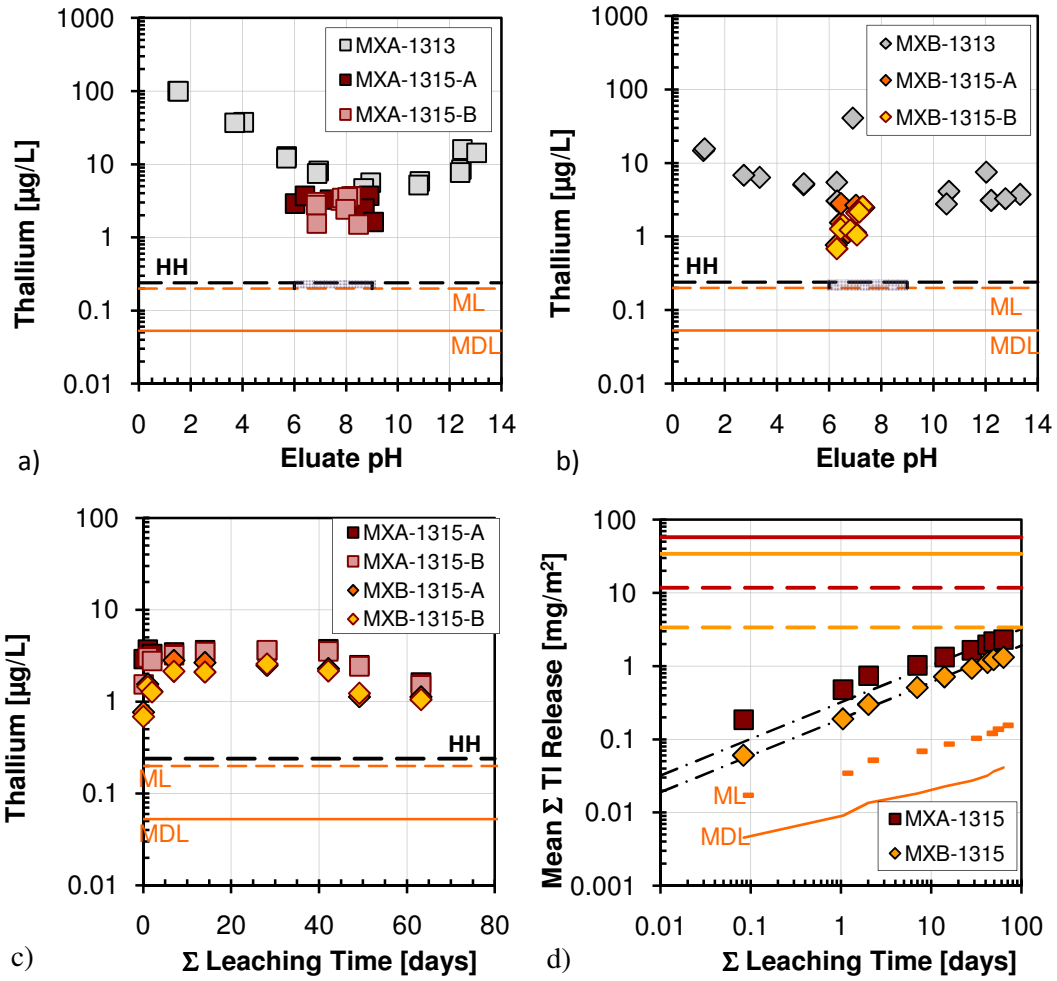 1000
100
10
1
0.1
0.01
Thallium [µg/L]
MXA-1313
MXA-1315-A
MXA-1315-B
HH
ML
MDL
0 2 4 6 8 10 12 14
a) Eluate pH
1000
100
10
1
0.1
0.01
Thallium [µg/L]
MXB-1313
MXB-1315-A
MXB-1315-B
HH
ML
MDL
0 2 4 6 8 10 12 14
b) Eluate pH
100
10
1
0.1
0.01
Thallium [µg/L]
MXA-1315-A
MXA-1315-B
MXB-1315-A
MXB-1315-B
HH
ML
MDL
0 20 40 60 80
c) Σ Leaching Time [days]
100
10
1
0.1
0.01
0.001
Mean Σ Tl Release [mg/m²]
ML
MDL
MXA-1315
MXB-1315
0.01 0.1 1 10 100
d) Σ Leaching Time [days]